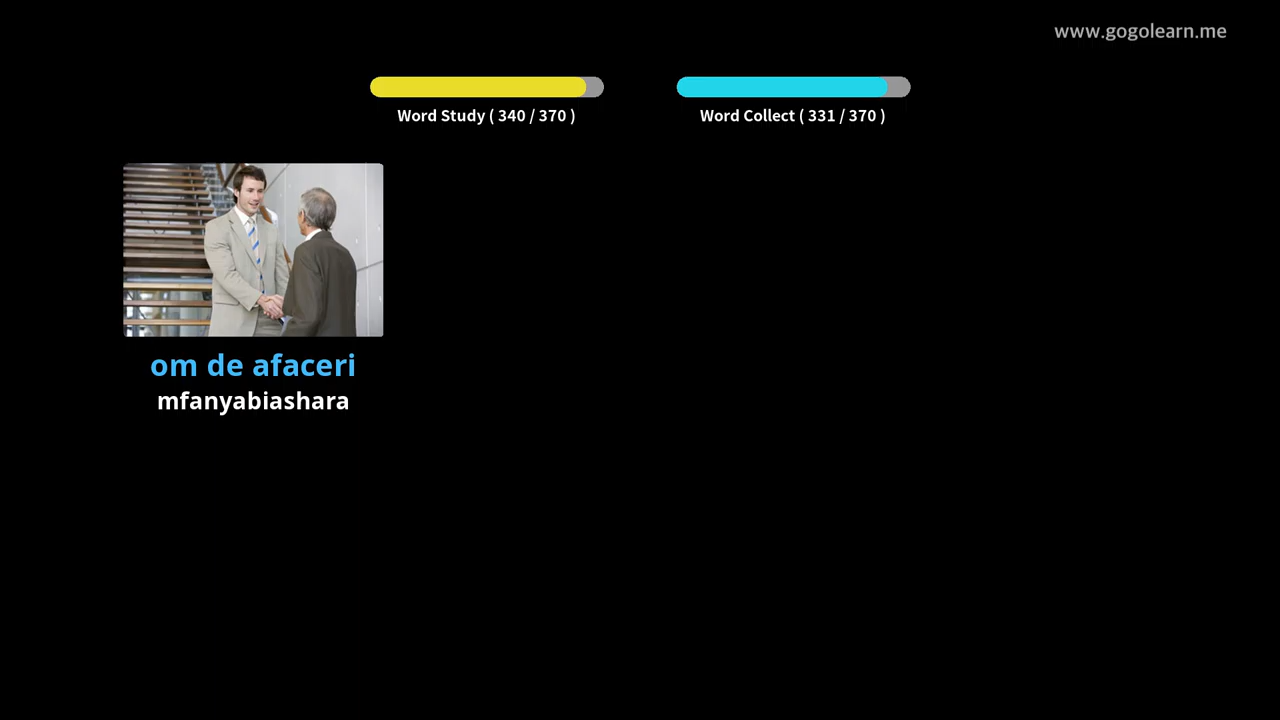 www.gogolearn.me
Word Study ( 340 / 370 )
Word Collect ( 331 / 370 )
om de afaceri
mfanyabiashara